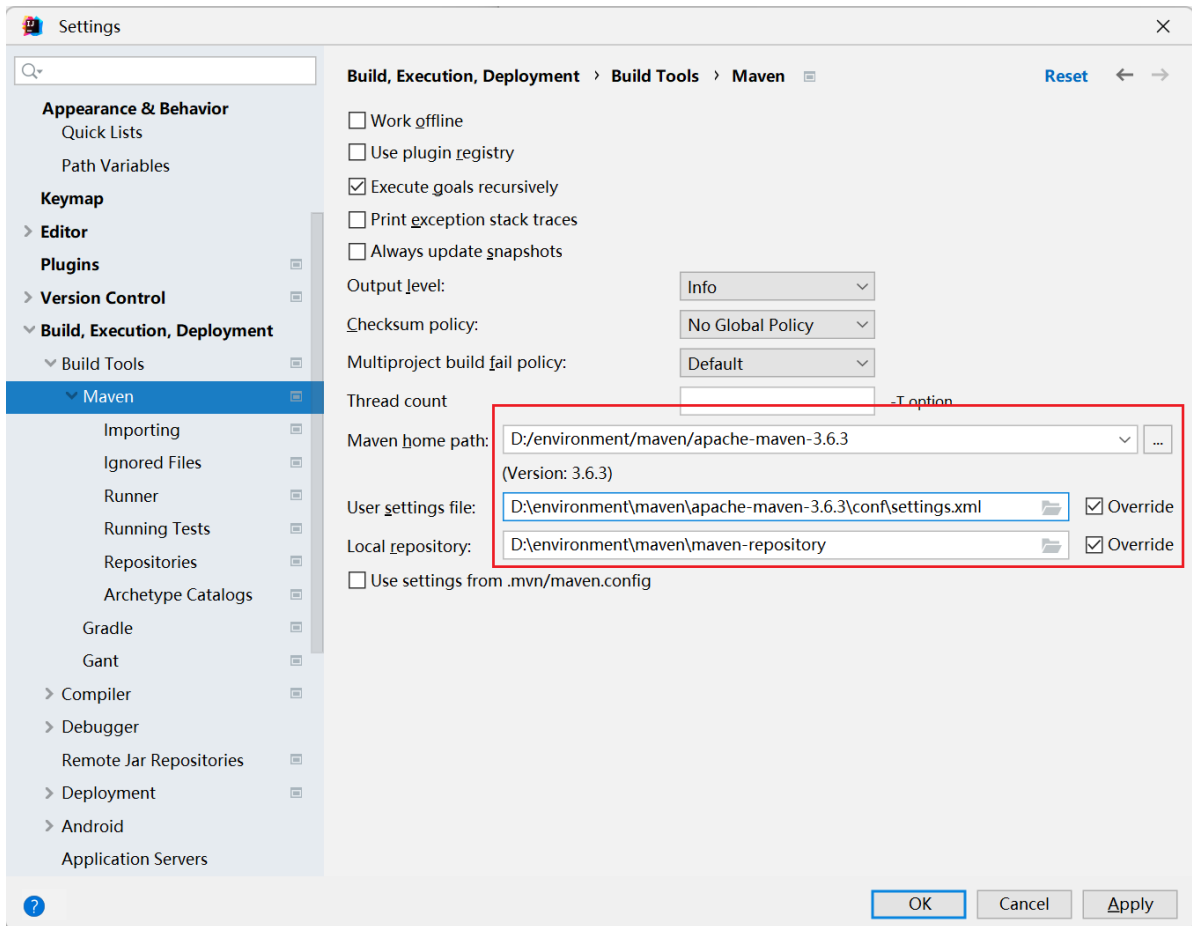 Settings
Appearance & Behavior
Quick Lists
Path Variables
Keymap
Editor
Plugins
Version Control
Build, Execution, Deployment
Build Tools
Maven
Importing
Ignored Files
Runner
Running Tests
Repositories
Archetype Catalogs
Gradle
Gant
Compiler
Debugger
Remote Jar Repositories
Deployment
Android
Application Servers
Build, Execution, Deployment › Build Tools › Maven
Reset
Work offline
Use plugin registry
Execute goals recursively
Print exception stack traces
Always update snapshots
Output level: Info
Checksum policy: No Global Policy
Multiproject build fail policy: Default
Thread count -T option
Maven home path: D:/environment/maven/apache-maven-3.6.3 ...
(Version: 3.6.3)
User settings file: D:\environment\maven\apache-maven-3.6.3\conf\settings.xml Override
Local repository: D:\environment\maven\maven-repository Override
Use settings from .mvn/maven.config
? OK Cancel Apply